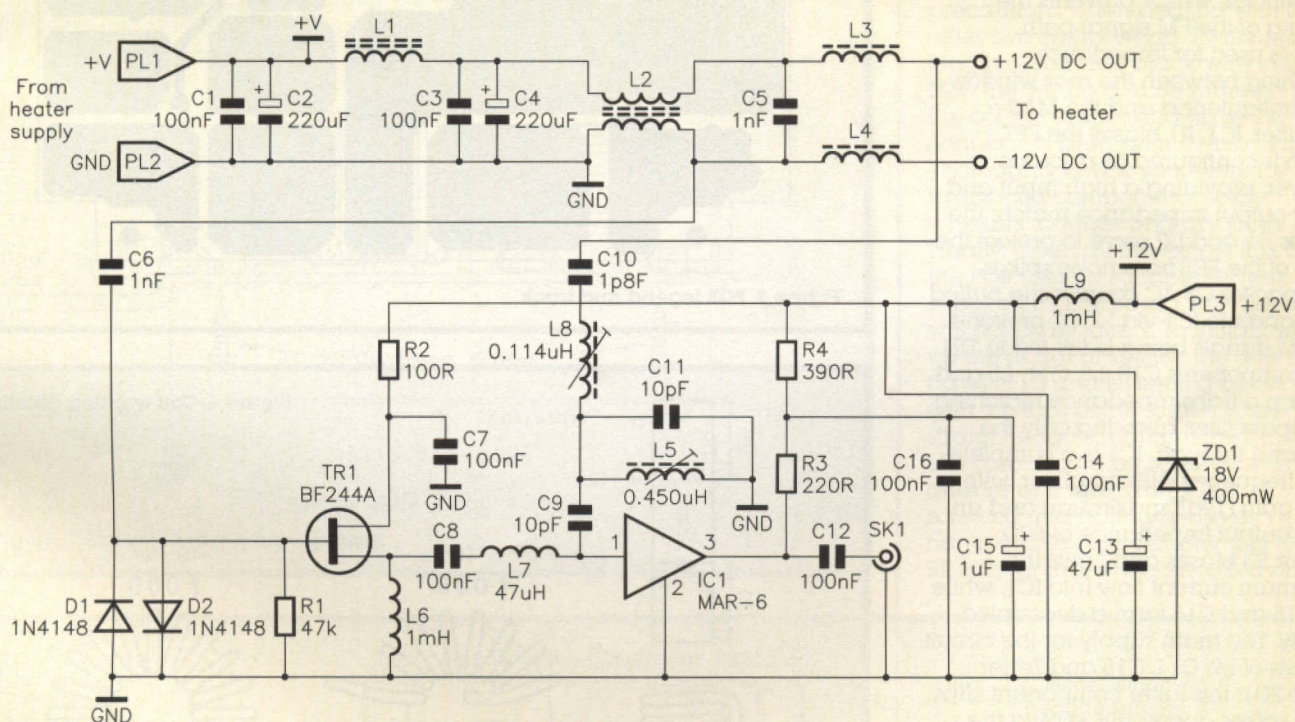 +V
L1
L3
+V PL1
+12V DC OUT
From
heater
supply
C1
100nF
+
C2
220uF
C3
100nF
+
C4
220uF
L2
C5
1nF
To heater
L4
GND PL2
-12V DC OUT
GND
C6
1nF
C10
1p8F
+12V
L9
1mH
PL3 +12V
L8
0.114uH
R2
100R
R4
390R
C11
10pF
C7
100nF
GND
L5
0.450uH
GND
TR1
BF244A
C9
10pF
R3
220R
C16
100nF
C14
100nF
ZD1
18V
400mW
C8
100nF
L7
47uH
1
3
2
IC1
MAR-6
C12
100nF
SK1
+
C15
1uF
+
C13
47uF
D1
1N4148
D2
1N4148
R1
47k
L6
1mH
GND